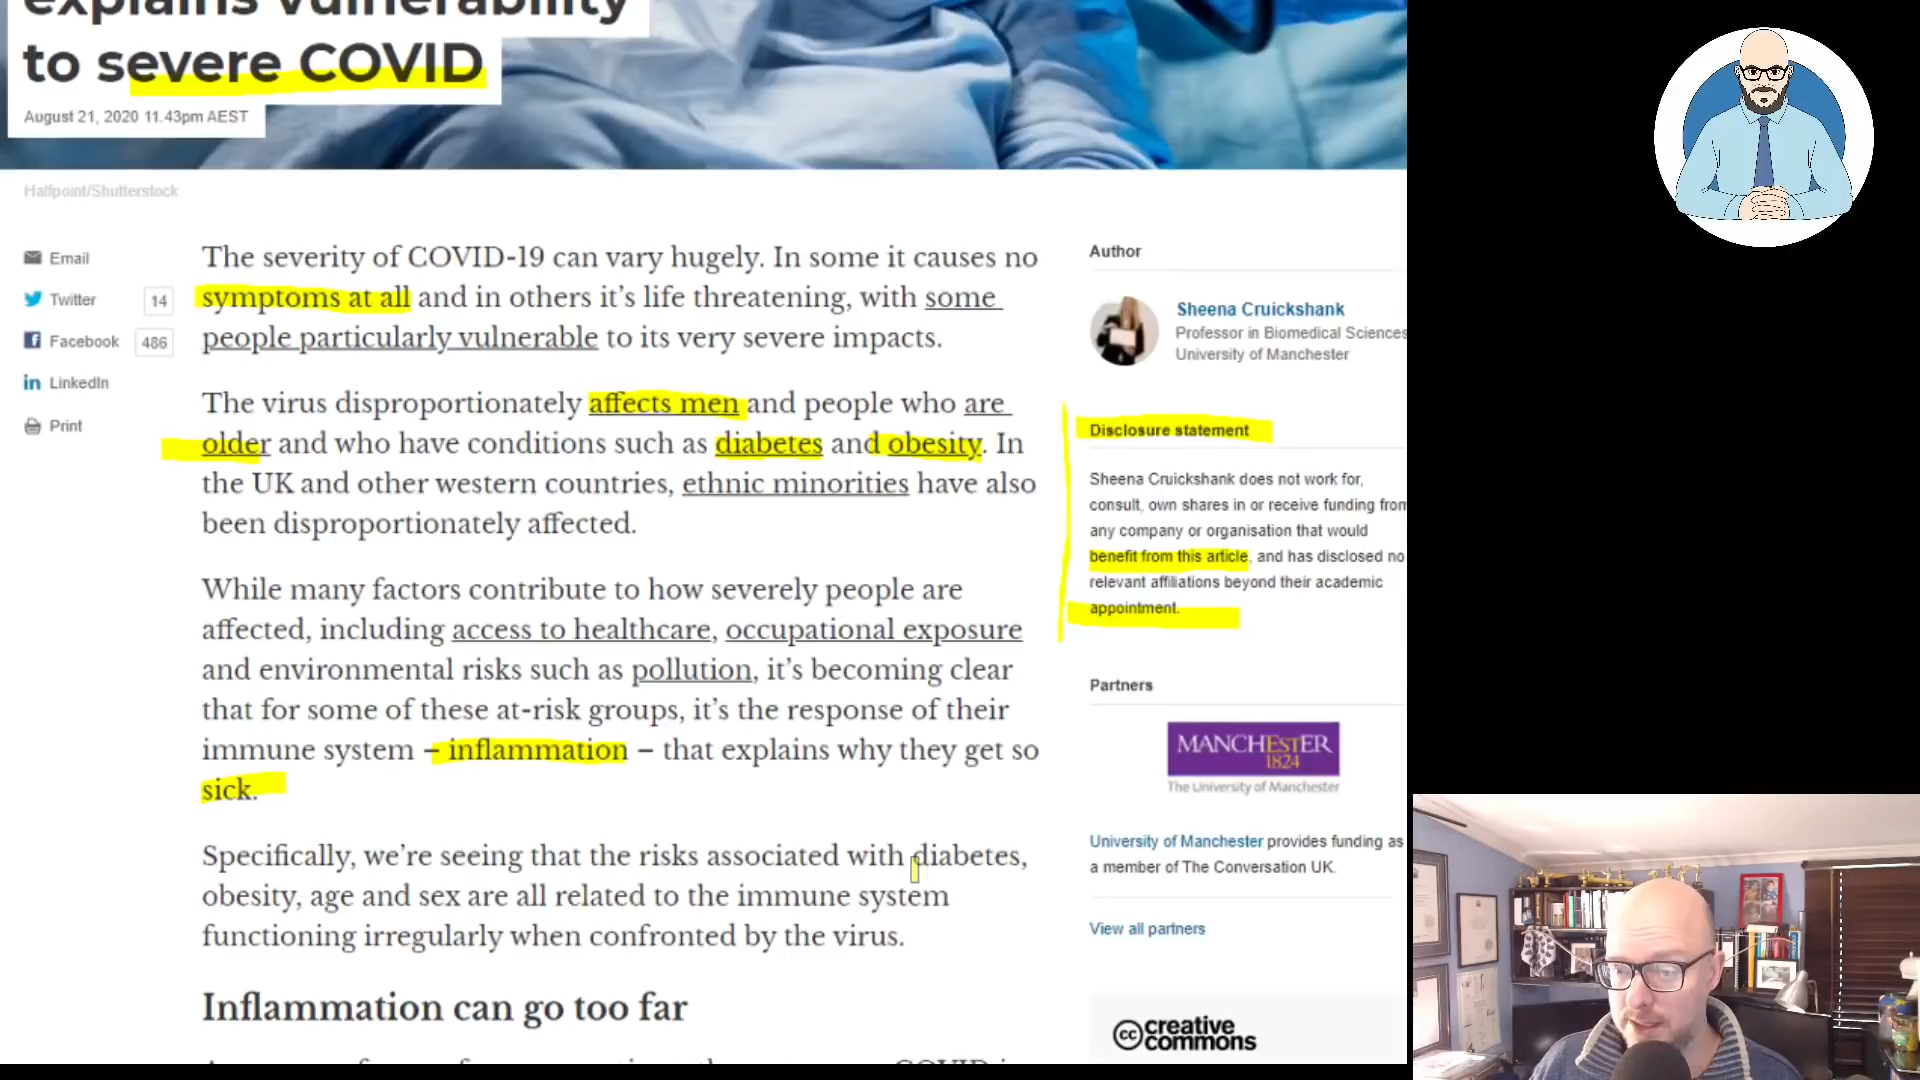 explains vulnerability
to severe COVID
August 21, 2020 11.43pm AEST
Halfpoint/Shutterstock
Email
Twitter
14
Facebook
486
LinkedIn
Print
The severity of COVID-19 can vary hugely. In some it causes no
symptoms at all and in others it’s life threatening, with some
people particularly vulnerable to its very severe impacts.
The virus disproportionately affects men and people who are
older and who have conditions such as diabetes and obesity. In
the UK and other western countries, ethnic minorities have also
been disproportionately affected.
While many factors contribute to how severely people are
affected, including access to healthcare, occupational exposure
and environmental risks such as pollution, it’s becoming clear
that for some of these at-risk groups, it’s the response of their
immune system – inflammation – that explains why they get so
sick.
Specifically, we’re seeing that the risks associated with diabetes,
obesity, age and sex are all related to the immune system
functioning irregularly when confronted by the virus.
Inflammation can go too far
Author
Sheena Cruickshank
Professor in Biomedical Sciences
University of Manchester
Disclosure statement
Sheena Cruickshank does not work for,
consult, own shares in or receive funding from
any company or organisation that would
benefit from this article, and has disclosed no
relevant affiliations beyond their academic
appointment.
Partners
MANCHESTER
1824
The University of Manchester
University of Manchester provides funding as
a member of The Conversation UK.
View all partners
cc creative
commons